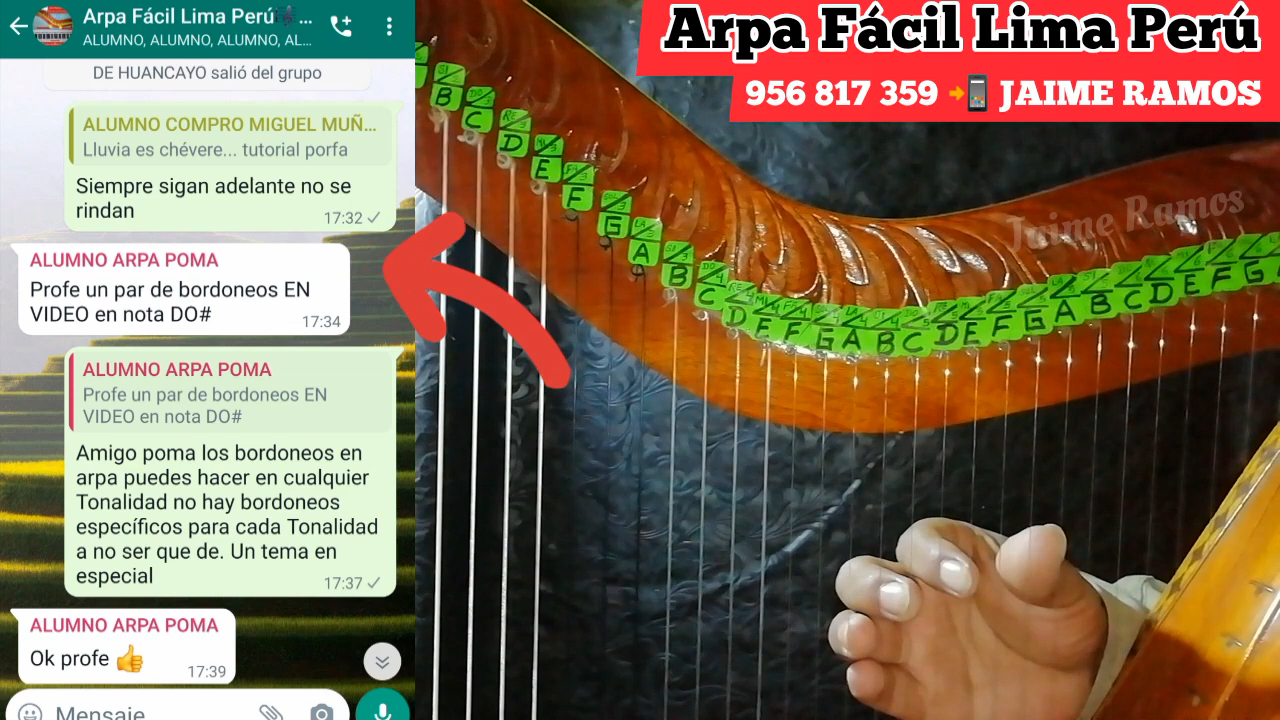 Arpa Fácil Lima Perú
956 817 359 JAIME RAMOS
Arpa Fácil Lima Perú ...
ALUMNO, ALUMNO, ALUMNO, AL...
DE HUANCAYO salió del grupo
ALUMNO COMPRO MIGUEL MUÑ...
Lluvia es chévere... tutorial porfa
Siempre sigan adelante no se
rindan
17:32
ALUMNO ARPA POMA
Profe un par de bordoneos EN
VIDEO en nota DO#
17:34
ALUMNO ARPA POMA
Profe un par de bordoneos EN
VIDEO en nota DO#
Amigo poma los bordoneos en
arpa puedes hacer en cualquier
Tonalidad no hay bordoneos
específicos para cada Tonalidad
a no ser que de. Un tema en
especial
17:37
ALUMNO ARPA POMA
Ok profe
17:39
Mensaje
Jaime Ramos
B C D E F G A B C D E F G A B C D E F G A B C D E F G